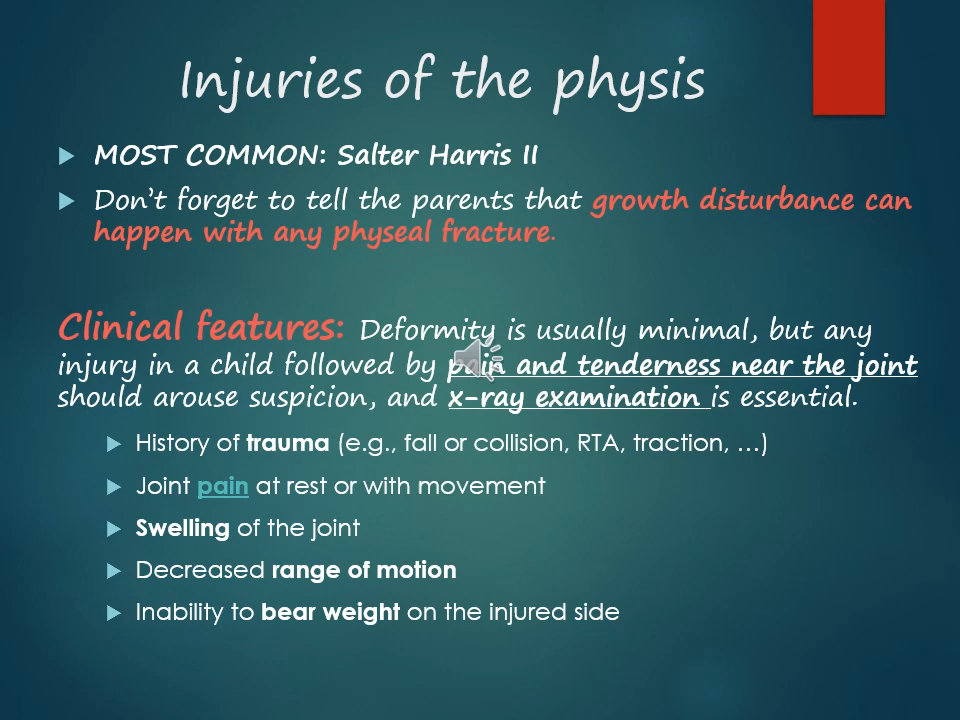 Injuries of the physis
MOST COMMON: Salter Harris II
Don’t forget to tell the parents that growth disturbance can
happen with any physeal fracture.
Clinical features: Deformity is usually minimal, but any
injury in a child followed by pain and tenderness near the joint
should arouse suspicion, and x-ray examination is essential.
History of trauma (e.g., fall or collision, RTA, traction, …)
Joint pain at rest or with movement
Swelling of the joint
Decreased range of motion
Inability to bear weight on the injured side